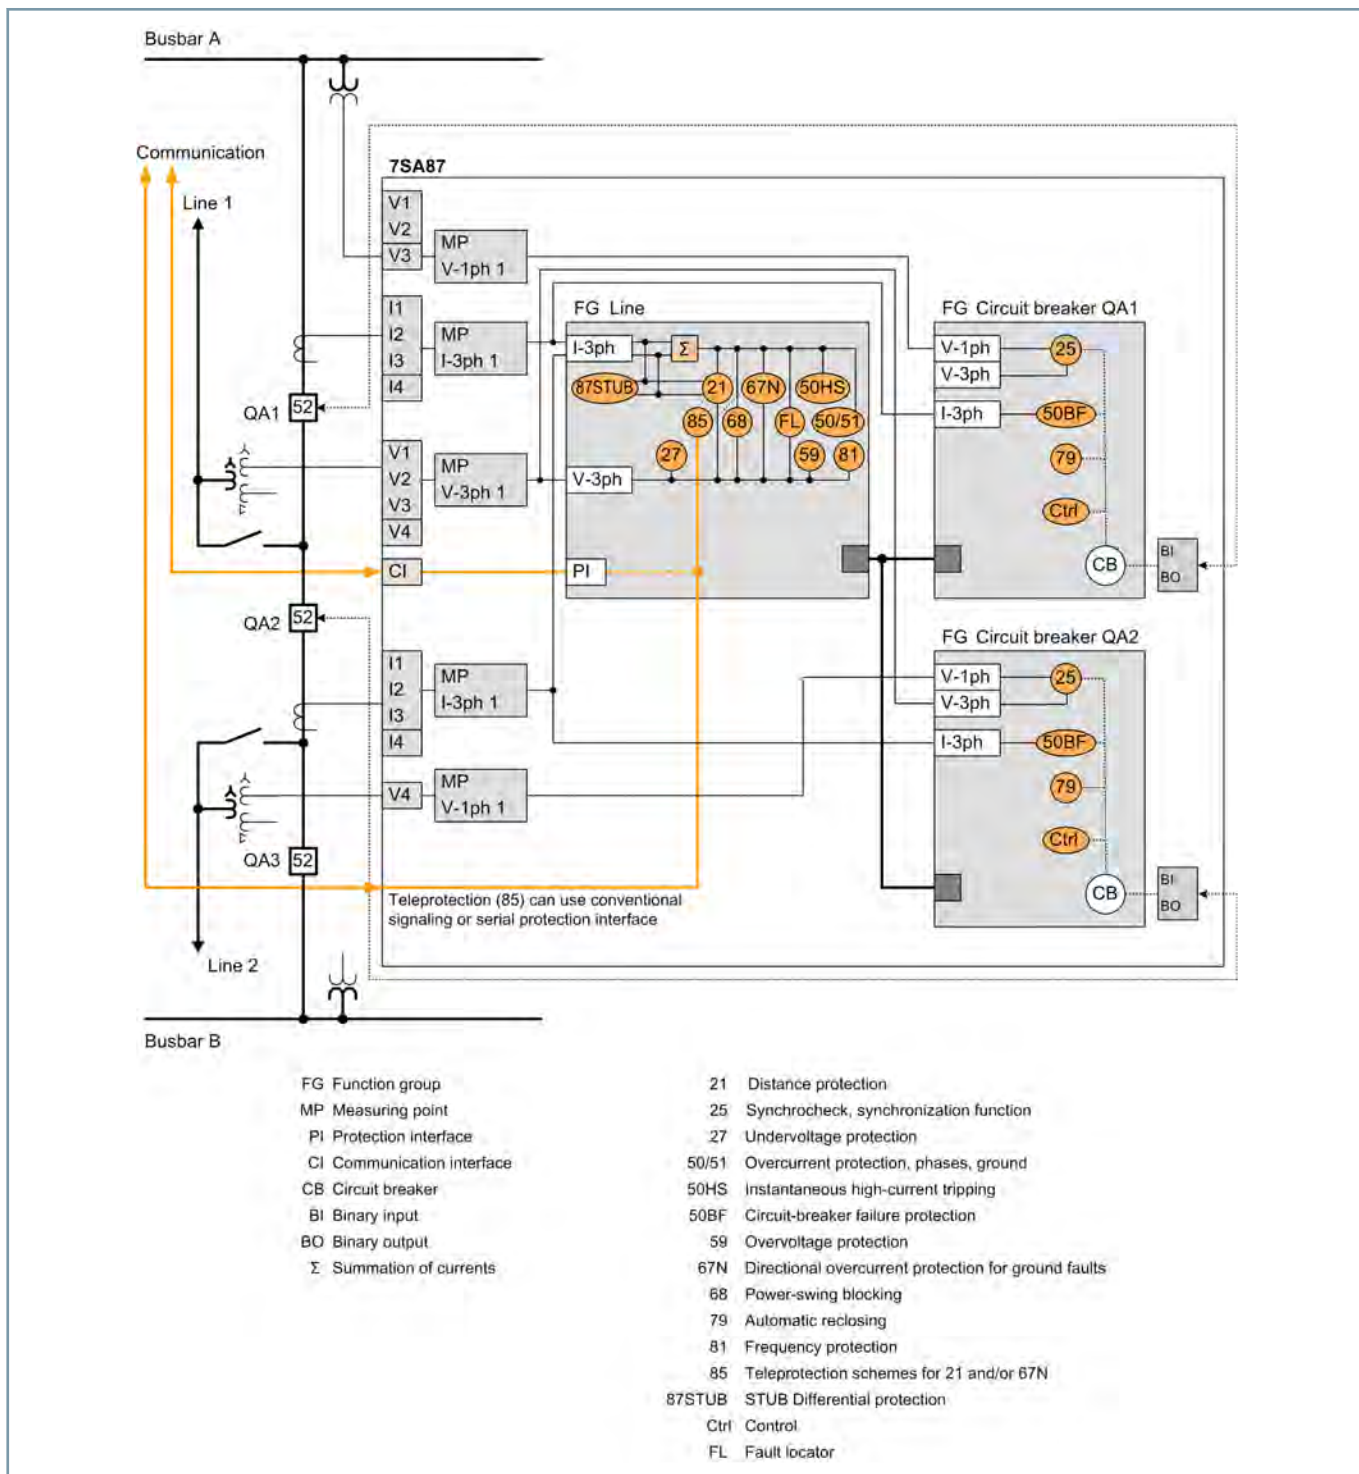 Busbar A
Communication
7SA87
Line 1
V1
V2
V3
MP
V-1ph 1
I1
I2
I3
I4
MP
I-3ph 1
FG Line
I-3ph
Σ
87STUB
21
67N
50HS
85
68
FL
50/51
27
59
81
V-3ph
PI
FG Circuit breaker QA1
V-1ph
V-3ph
25
I-3ph
50BF
79
Ctrl
CB
BI
BO
QA1
52
V1
V2
V3
V4
MP
V-3ph 1
CI
QA2
52
I1
I2
I3
I4
MP
I-3ph 1
FG Circuit breaker QA2
V-1ph
V-3ph
25
I-3ph
50BF
79
Ctrl
CB
BI
BO
V4
MP
V-1ph 1
QA3
52
Teleprotection (85) can use conventional
signaling or serial protection interface
Line 2
Busbar B
FG Function group
MP Measuring point
PI Protection interface
CI Communication interface
CB Circuit breaker
BI Binary input
BO Binary output
Σ Summation of currents
21 Distance protection
25 Synchrocheck, synchronization function
27 Undervoltage protection
50/51 Overcurrent protection, phases, ground
50HS Instantaneous high-current tripping
50BF Circuit-breaker failure protection
59 Overvoltage protection
67N Directional overcurrent protection for ground faults
68 Power-swing blocking
79 Automatic reclosing
81 Frequency protection
85 Teleprotection schemes for 21 and/or 67N
87STUB STUB Differential protection
Ctrl Control
FL Fault locator